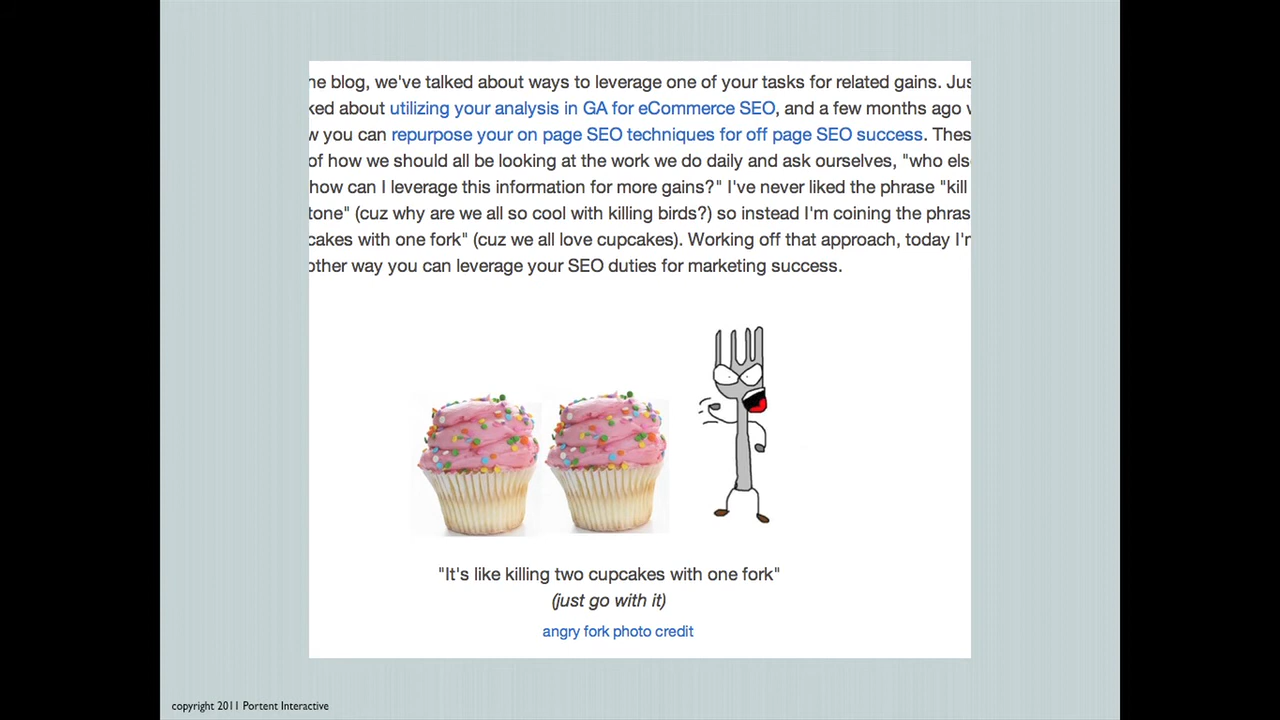 he blog, we've talked about ways to leverage one of your tasks for related gains. Jus
ked about utilizing your analysis in GA for eCommerce SEO, and a few months ago v
w you can repurpose your on page SEO techniques for off page SEO success. Thes
of how we should all be looking at the work we do daily and ask ourselves, "who els
how can I leverage this information for more gains?" I've never liked the phrase "kill
tone" (cuz why are we all so cool with killing birds?) so instead I'm coining the phras
cakes with one fork" (cuz we all love cupcakes). Working off that approach, today I'm
other way you can leverage your SEO duties for marketing success.
"It's like killing two cupcakes with one fork"
(just go with it)
angry fork photo credit
copyright 2011 Portent Interactive